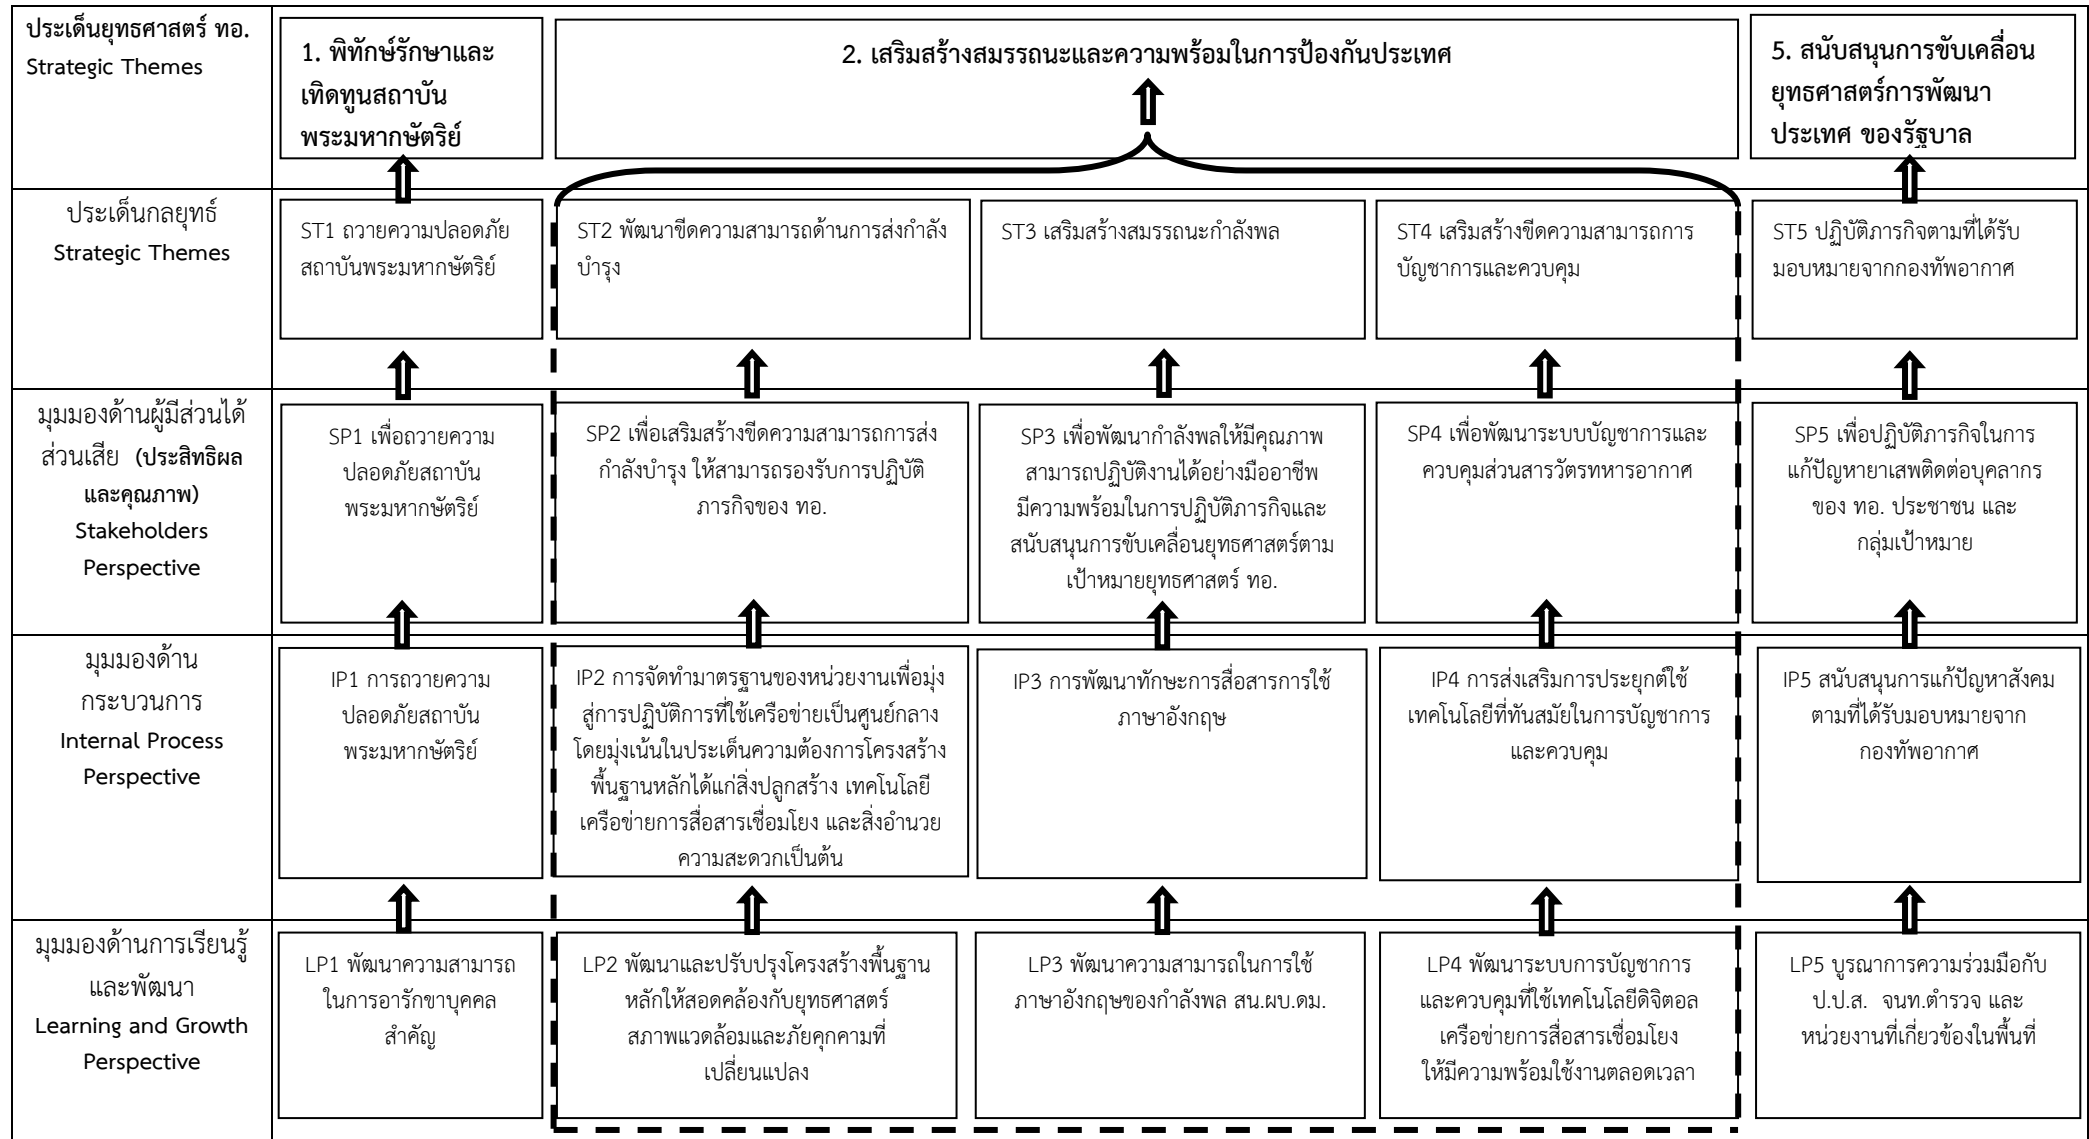 ประเด็นยุทธศาสตร์ ทอ.
Strategic Themes
1. พิทักษ์รักษาและ
เทิดทูนสถาบัน
พระมหากษัตริย์
2. เสริมสร้างสมรรถนะและความพร้อมในการป้องกันประเทศ
5. สนับสนุนการขับเคลื่อน
ยุทธศาสตร์การพัฒนา
ประเทศ ของรัฐบาล
ประเด็นกลยุทธ์
Strategic Themes
ST1 ถวายความปลอดภัย
สถาบันพระมหากษัตริย์
ST2 พัฒนาขีดความสามารถด้านการส่งกำลัง
บำรุง
ST3 เสริมสร้างสมรรถนะกำลังพล
ST4 เสริมสร้างขีดความสามารถการ
บัญชาการและควบคุม
ST5 ปฏิบัติภารกิจตามที่ได้รับ
มอบหมายจากกองทัพอากาศ
มุมมองด้านผู้มีส่วนได้
ส่วนเสีย (ประสิทธิผล
และคุณภาพ)
Stakeholders
Perspective
SP1 เพื่อถวายความ
ปลอดภัยสถาบัน
พระมหากษัตริย์
SP2 เพื่อเสริมสร้างขีดความสามารถการส่ง
กำลังบำรุง ให้สามารถรองรับการปฏิบัติ
ภารกิจของ ทอ.
SP3 เพื่อพัฒนากำลังพลให้มีคุณภาพ
สามารถปฏิบัติงานได้อย่างมืออาชีพ
มีความพร้อมในการปฏิบัติภารกิจและ
สนับสนุนการขับเคลื่อนยุทธศาสตร์ตาม
เป้าหมายยุทธศาสตร์ ทอ.
SP4 เพื่อพัฒนาระบบบัญชาการและ
ควบคุมส่วนสารวัตรทหารอากาศ
SP5 เพื่อปฏิบัติภารกิจในการ
แก้ปัญหายาเสพติดต่อบุคลากร
ของ ทอ. ประชาชน และ
กลุ่มเป้าหมาย
มุมมองด้าน
กระบวนการ
Internal Process
Perspective
IP1 การถวายความ
ปลอดภัยสถาบัน
พระมหากษัตริย์
IP2 การจัดทำมาตรฐานของหน่วยงานเพื่อมุ่ง
สู่การปฏิบัติการที่ใช้เครือข่ายเป็นศูนย์กลาง
โดยมุ่งเน้นในประเด็นความต้องการโครงสร้าง
พื้นฐานหลักได้แก่สิ่งปลูกสร้าง เทคโนโลยี
เครือข่ายการสื่อสารเชื่อมโยง และสิ่งอำนวย
ความสะดวกเป็นต้น
IP3 การพัฒนาทักษะการสื่อสารการใช้
ภาษาอังกฤษ
IP4 การส่งเสริมการประยุกต์ใช้
เทคโนโลยีที่ทันสมัยในการบัญชาการ
และควบคุม
IP5 สนับสนุนการแก้ปัญหาสังคม
ตามที่ได้รับมอบหมายจาก
กองทัพอากาศ
มุมมองด้านการเรียนรู้
และพัฒนา
Learning and Growth
Perspective
LP1 พัฒนาความสามารถ
ในการอารักขาบุคคล
สำคัญ
LP2 พัฒนาและปรับปรุงโครงสร้างพื้นฐาน
หลักให้สอดคล้องกับยุทธศาสตร์
สภาพแวดล้อมและภัยคุกคามที่
เปลี่ยนแปลง
LP3 พัฒนาความสามารถในการใช้
ภาษาอังกฤษของกำลังพล สน.ผบ.ดม.
LP4 พัฒนาระบบการบัญชาการ
และควบคุมที่ใช้เทคโนโลยีดิจิตอล
เครือข่ายการสื่อสารเชื่อมโยง
ให้มีความพร้อมใช้งานตลอดเวลา
LP5 บูรณาการความร่วมมือกับ
ป.ป.ส. จนท.ตำรวจ และ
หน่วยงานที่เกี่ยวข้องในพื้นที่